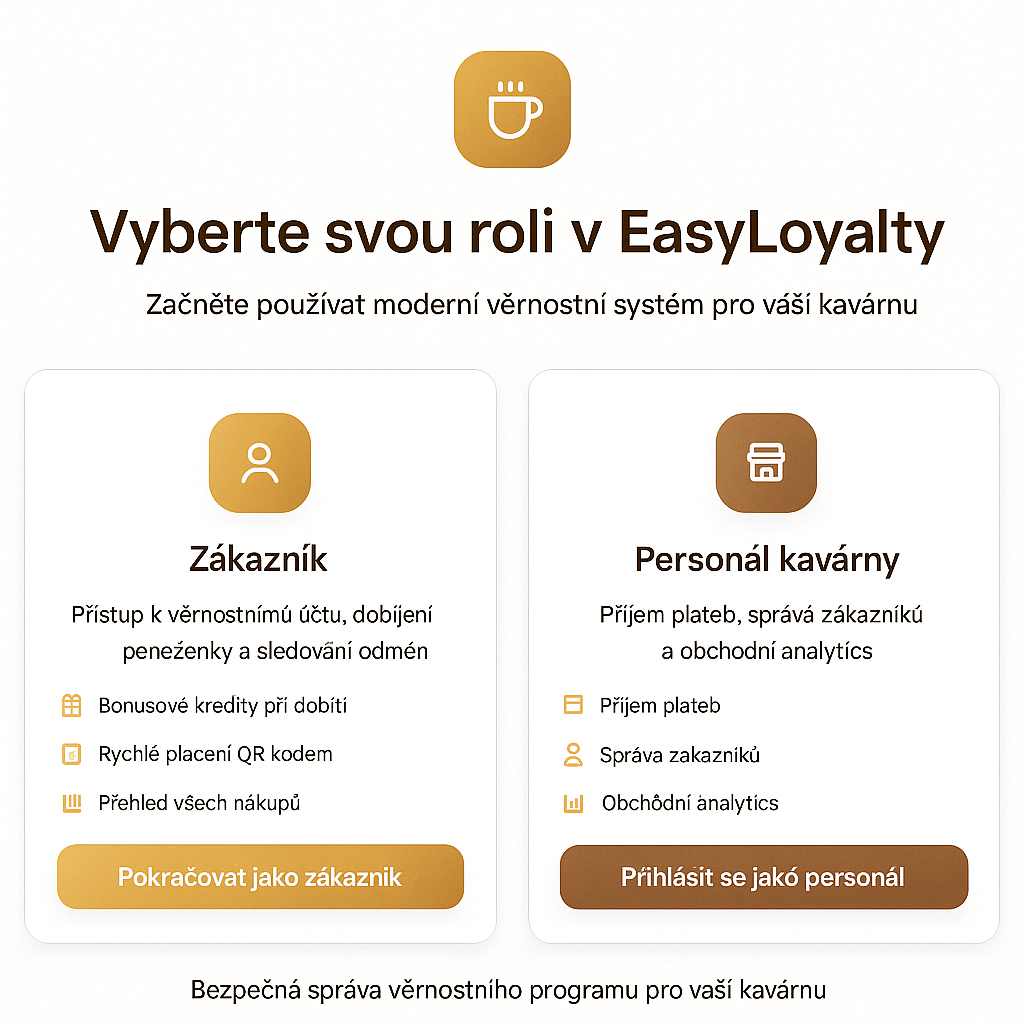 Vyberte svou roli v EasyLoyalty
Začněte používat moderní věrnostní systém pro váší kavárnu
Zákazník
Přístup k věrnostnímú účtu, dobíjení
peneženky a sledování odmén
Bonusové kredity při dobítí
Rychlé placení QR kodem
Přehled všech nákupů
Pokračovat jako zákaznik
Personál kavárny
Příjem plateb, správá zákazníkú
a obchodní analytícs
Příjem plateb
Správa zakazníků
Obchôdní ànalytícs
Přihlásit se jakó personál
Bezpečná správa věrnostního programu pro vaší kavárnu